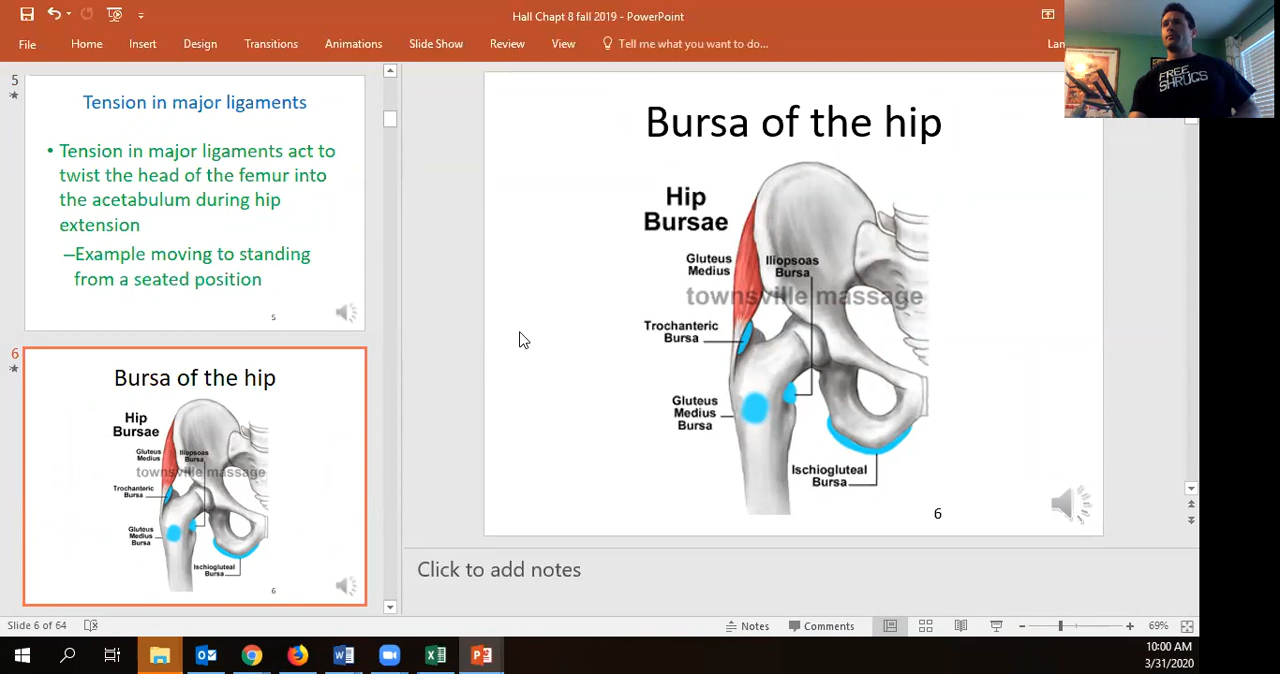 Hall Chapt 8 fall 2019 - PowerPoint
File Home Insert Design Transitions Animations Slide Show Review View Tell me what you want to do... Lan
FREE
SHRUGS
5
Tension in major ligaments
• Tension in major ligaments act to
twist the head of the femur into
the acetabulum during hip
extension
–Example moving to standing
from a seated position
5
6
Bursa of the hip
Hip
Bursae
Gluteus
Medius
Iliopsoas
Bursa
townsville massage
Trochanteric
Bursa
Gluteus
Medius
Bursa
Ischiogluteal
Bursa
6
Bursa of the hip
Hip
Bursae
Gluteus
Medius
Iliopsoas
Bursa
townsville massage
Trochanteric
Bursa
Gluteus
Medius
Bursa
Ischiogluteal
Bursa
6
Click to add notes
Slide 6 of 64
Notes Comments 69%
10:00 AM
3/31/2020